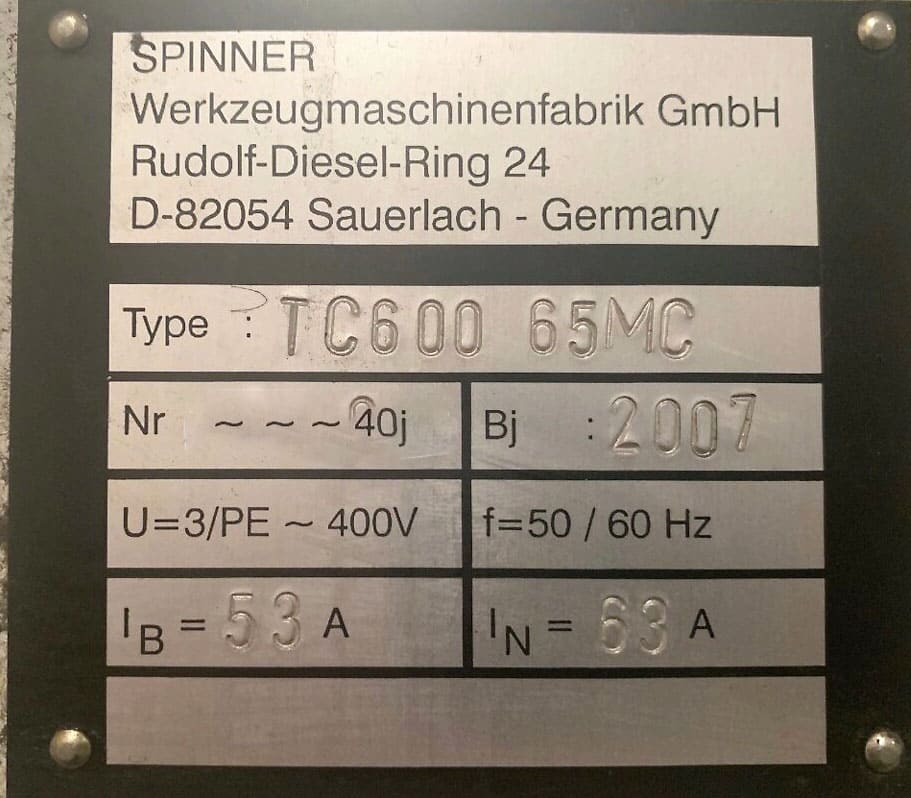 SPINNER
Werkzeugmaschinenfabrik GmbH
Rudolf-Diesel-Ring 24
D-82054 Sauerlach - Germany
Type : TC600 65MC
Nr ~ ~ ~ 40j
Bj : 2007
U=3/PE ~ 400V
f=50 / 60 Hz
IB = 53 A
IN = 63 A